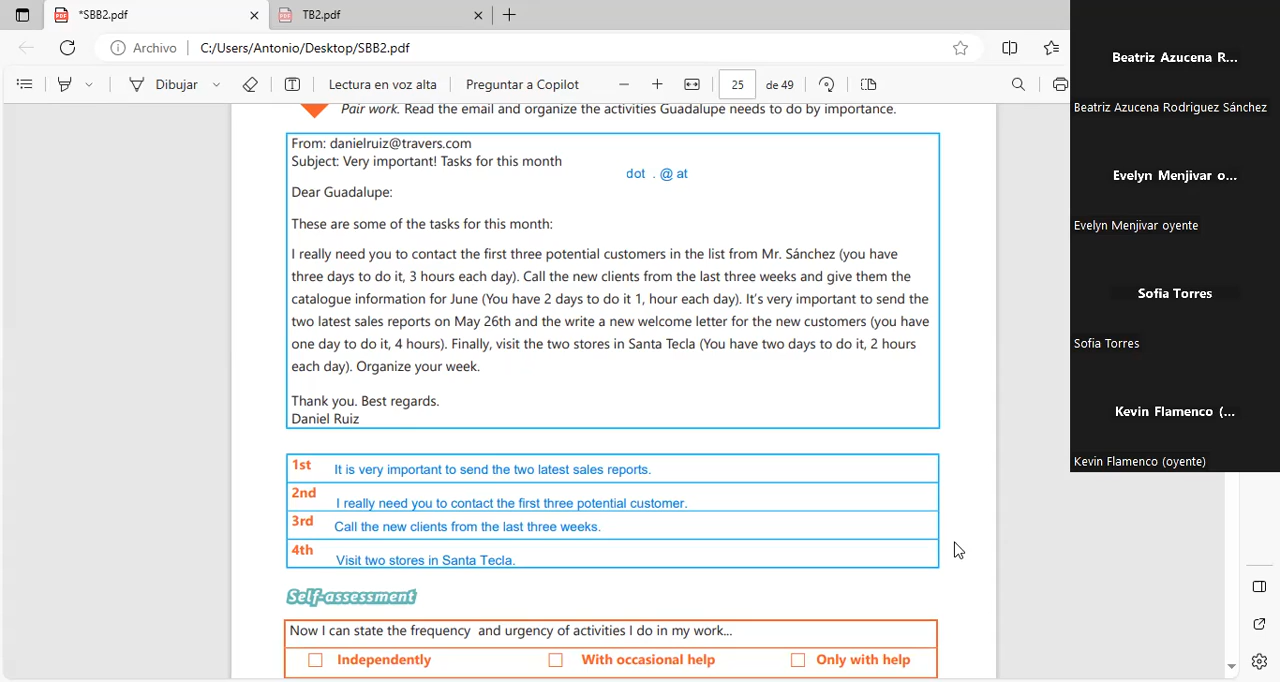 *SBB2.pdf
TB2.pdf
Archivo
C:/Users/Antonio/Desktop/SBB2.pdf
Dibujar
Lectura en voz alta
Preguntar a Copilot
25
de 49
Pair work. Read the email and organize the activities Guadalupe needs to do by importance.
From: danielruiz@travers.com
Subject: Very important! Tasks for this month
dot . @ at
Dear Guadalupe:
These are some of the tasks for this month:
I really need you to contact the first three potential customers in the list from Mr. Sánchez (you have
three days to do it, 3 hours each day). Call the new clients from the last three weeks and give them the
catalogue information for June (You have 2 days to do it 1, hour each day). It's very important to send the
two latest sales reports on May 26th and the write a new welcome letter for the new customers (you have
one day to do it, 4 hours). Finally, visit the two stores in Santa Tecla (You have two days to do it, 2 hours
each day). Organize your week.
Thank you. Best regards.
Daniel Ruiz
1st It is very important to send the two latest sales reports.
2nd I really need you to contact the first three potential customer.
3rd Call the new clients from the last three weeks.
4th Visit two stores in Santa Tecla.
Self-assessment
Now I can state the frequency and urgency of activities I do in my work...
Independently
With occasional help
Only with help
Beatriz Azucena R...
Beatriz Azucena Rodriguez Sánchez
Evelyn Menjivar o...
Evelyn Menjivar oyente
Sofia Torres
Sofia Torres
Kevin Flamenco (...
Kevin Flamenco (oyente)